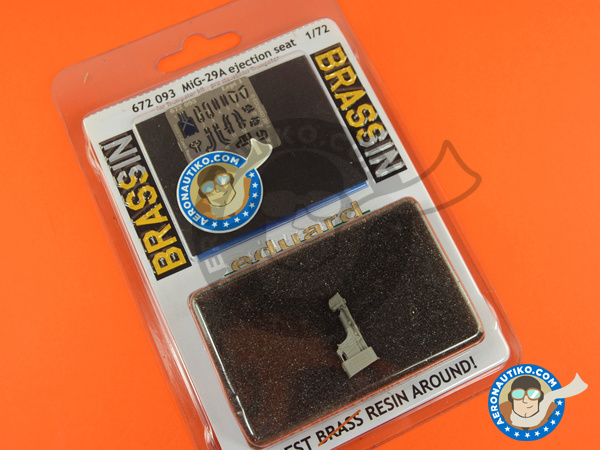 672 093 MiG-29A ejection seat 1/72
BRASSIN
BRASSIN
AERONAUTIKO.COM
eduard
EST BRASS RESIN AROUND!
AERONAUTIKO.COM